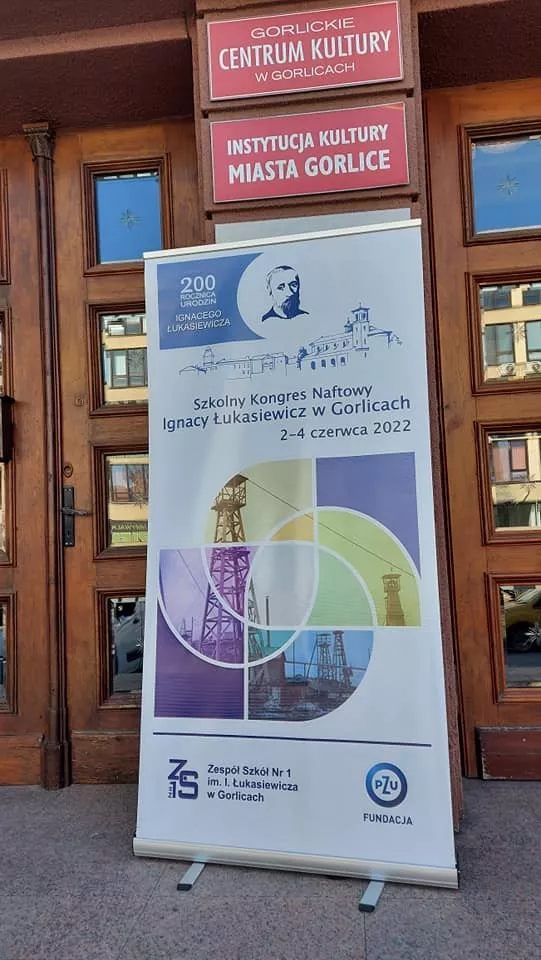 GORLICKIE
CENTRUM KULTURY
W GORLICACH
INSTYTUCJA KULTURY
MIASTA GORLICE
200
ROCZNICA
URODZIN
IGNACEGO
ŁUKASIEWICZA
Szkolny Kongres Naftowy
Ignacy Łukasiewicz w Gorlicach
2-4 czerwca 2022
ZS
1
Zespół Szkół Nr 1
im. I. Łukasiewicza
w Gorlicach
PZU
FUNDACJA